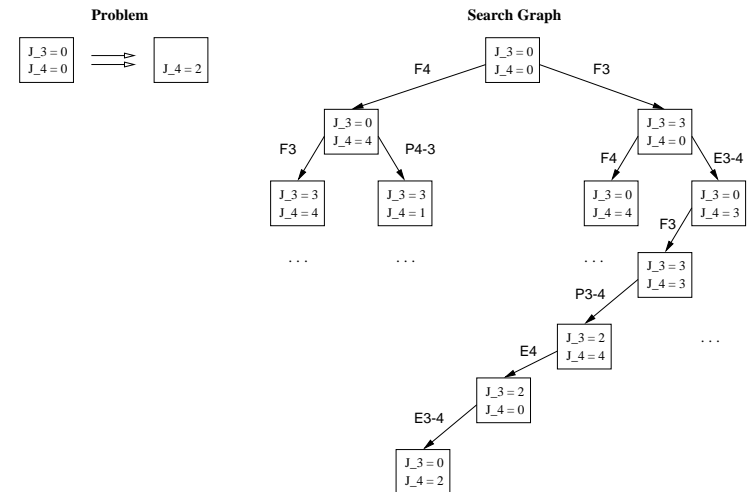 Problem
Search Graph
J_3 = 0
J_4 = 0
J_4 = 2
J_3 = 0
J_4 = 0
F4
F3
J_3 = 0
J_4 = 4
J_3 = 3
J_4 = 0
F3
P4-3
F4
E3-4
J_3 = 3
J_4 = 4
J_3 = 3
J_4 = 1
J_3 = 0
J_4 = 4
J_3 = 0
J_4 = 3
F3
. . .
. . .
. . .
J_3 = 3
J_4 = 3
P3-4
J_3 = 2
J_4 = 4
. . .
E4
J_3 = 2
J_4 = 0
E3-4
J_3 = 0
J_4 = 2